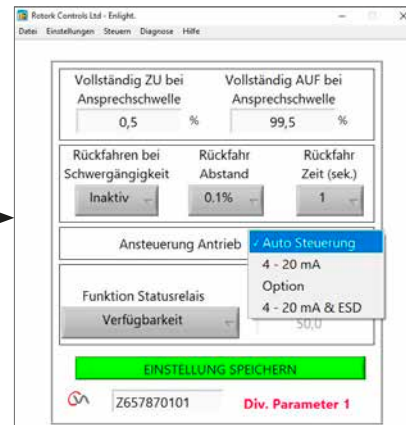 Rotork Controls Ltd - Enlight.
Datei Einstellungen Steuern Diagnose Hilfe
Vollständig ZU bei Ansprechschwelle
0,5 %
Vollständig AUF bei Ansprechschwelle
99,5 %
Rückfahren bei Schwergängigkeit
Inaktiv
Rückfahr Abstand
0.1%
Rückfahr Zeit (sek.)
1
Ansteuerung Antrieb
✓ Auto Steuerung
4 - 20 mA
Option
4 - 20 mA & ESD
Funktion Statusrelais
Verfügbarkeit
50,0
EINSTELLUNG SPEICHERN
Z657870101
Div. Parameter 1